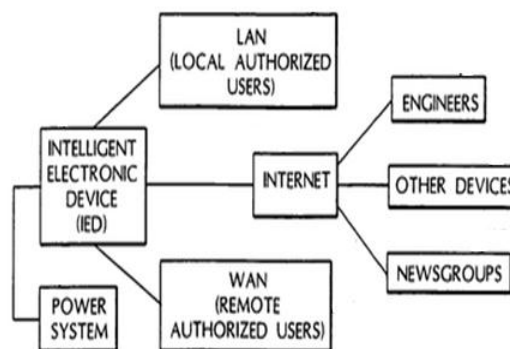 LAN
(LOCAL AUTHORIZED
USERS)
ENGINEERS
INTELLIGENT
ELECTRONIC
DEVICE
(IED)
INTERNET
OTHER DEVICES
NEWSGROUPS
WAN
(REMOTE
AUTHORIZED USERS)
POWER
SYSTEM